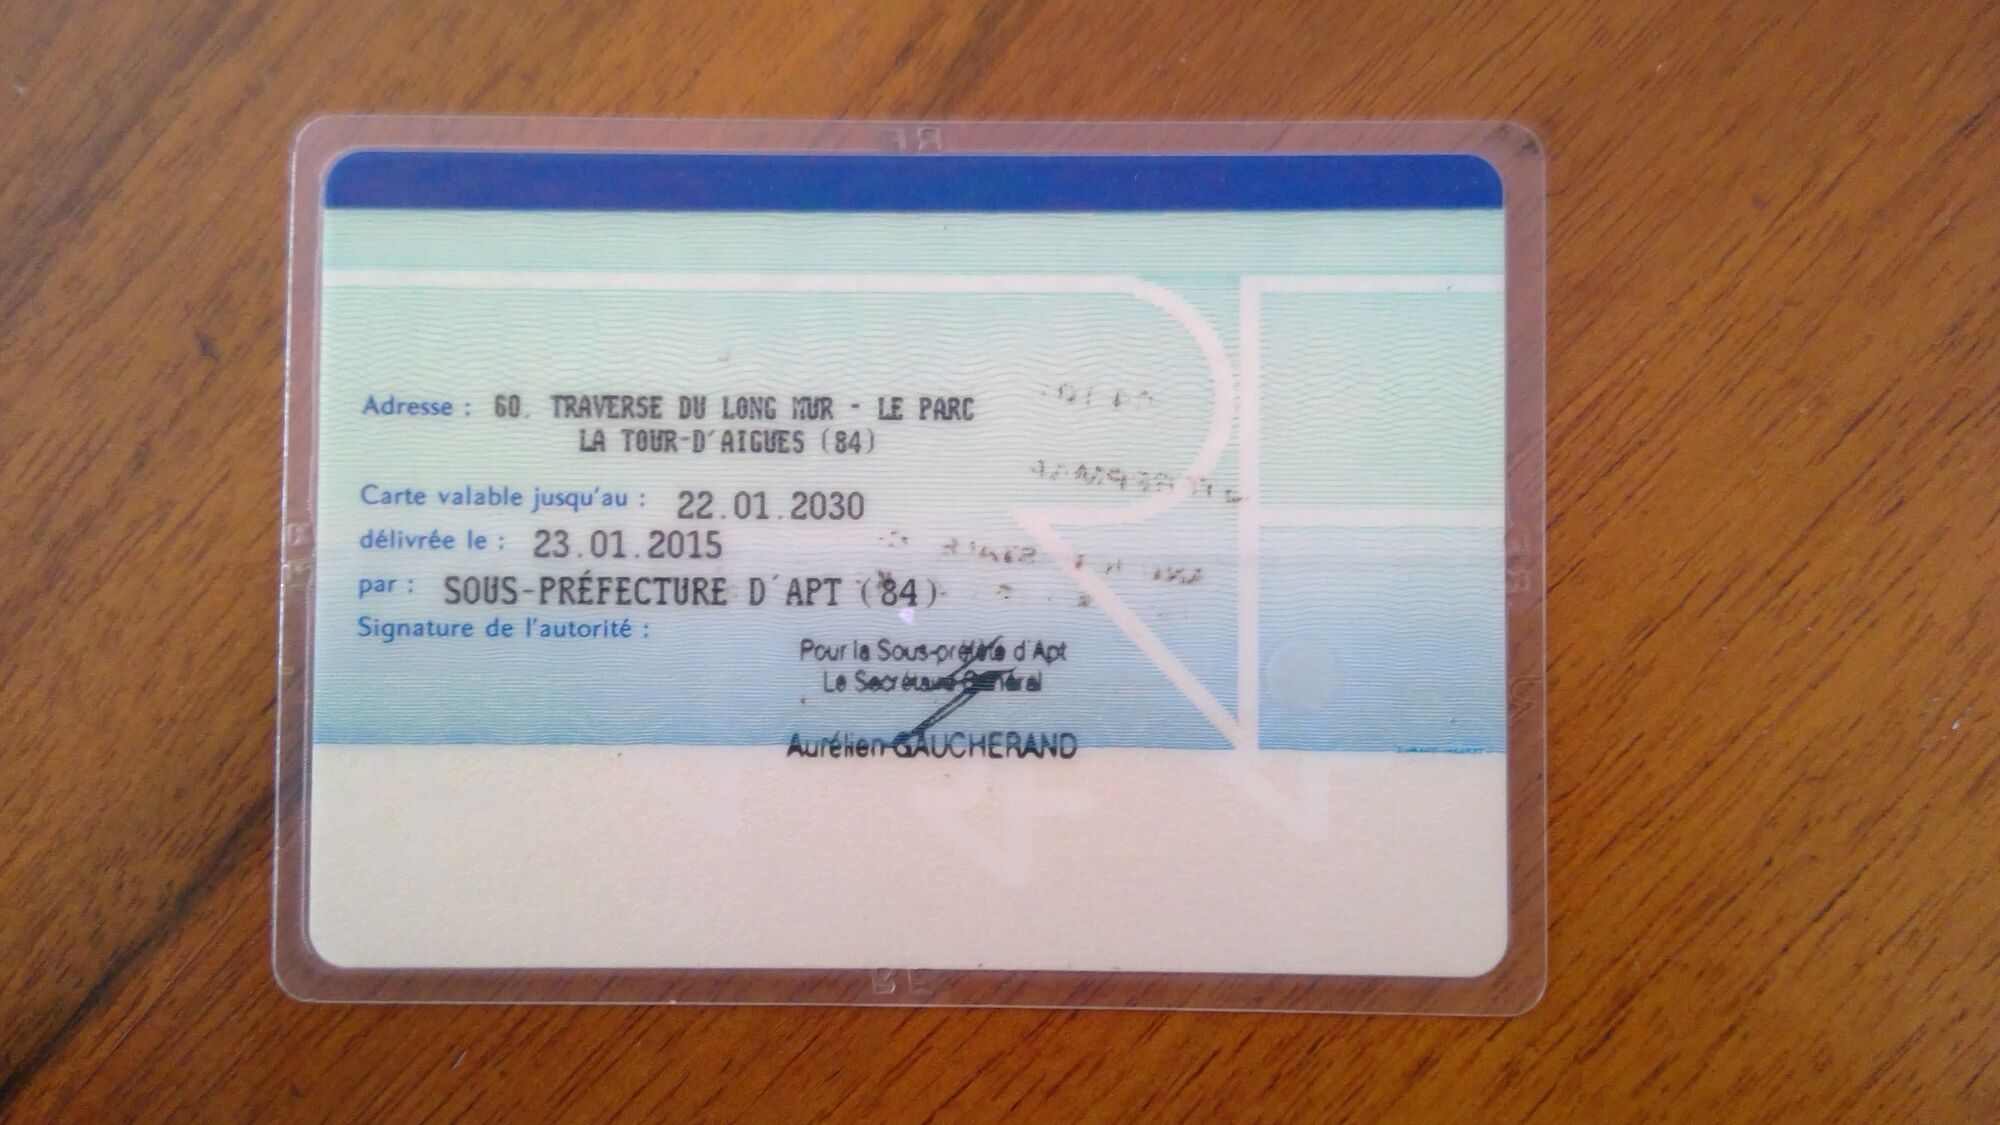 Adresse : 60. TRAVERSE DU LONG MUR - LE PARC
LA TOUR-D'AIGUES (84)
Carte valable jusqu'au : 22.01.2030
délivrée le : 23.01.2015
par : SOUS-PRÉFECTURE D'APT (84)
Signature de l'autorité :
Pour la Sous-préfète d'Apt
Le Secrétaire Général
Aurélien GAUCHERAND
RF